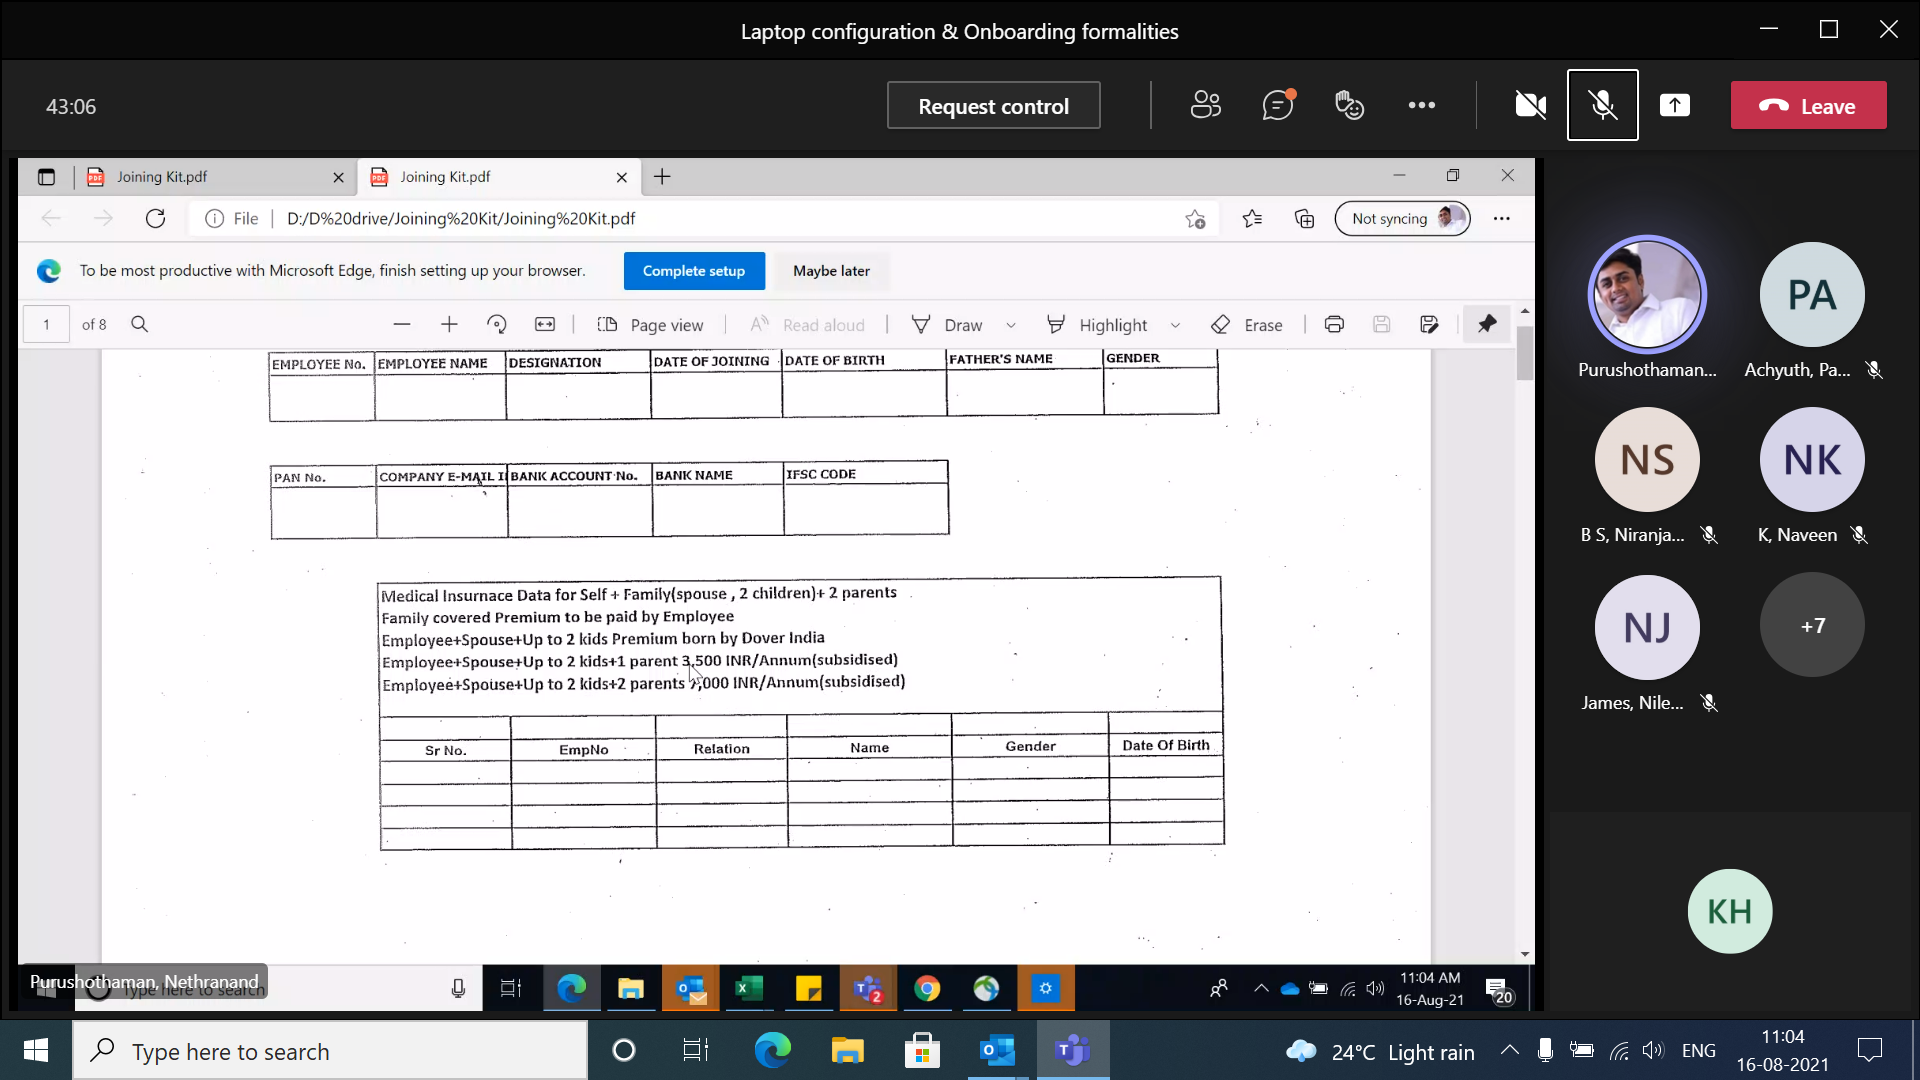 Laptop configuration & Onboarding formalities
43:06
Request control
Leave
Joining Kit.pdf
Joining Kit.pdf
File
D:/D%20drive/Joining%20Kit/Joining%20Kit.pdf
Not syncing
To be most productive with Microsoft Edge, finish setting up your browser.
Complete setup
Maybe later
1 of 8
Page view
Read aloud
Draw
Highlight
Erase
EMPLOYEE No. EMPLOYEE NAME DESIGNATION DATE OF JOINING DATE OF BIRTH FATHER'S NAME GENDER
PAN No. COMPANY E-MAIL BANK ACCOUNT No. BANK NAME IFSC CODE
Medical Insurnace Data for Self + Family(spouse , 2 children)+ 2 parents
Family covered Premium to be paid by Employee
Employee+Spouse+Up to 2 kids Premium born by Dover India
Employee+Spouse+Up to 2 kids+1 parent 3,500 INR/Annum(subsidised)
Employee+Spouse+Up to 2 kids+2 parents 7,000 INR/Annum(subsidised)
Sr No. EmpNo Relation Name Gender Date Of Birth
Purushothaman...
PA
Achyuth, Pa...
NS
B S, Niranja...
NK
K, Naveen
NJ
James, Nile...
+7
KH
Purushothaman, Nethranand
Type here to search
2
11:04 AM
16-Aug-21
20
Type here to search
24°C Light rain
ENG
11:04
16-08-2021